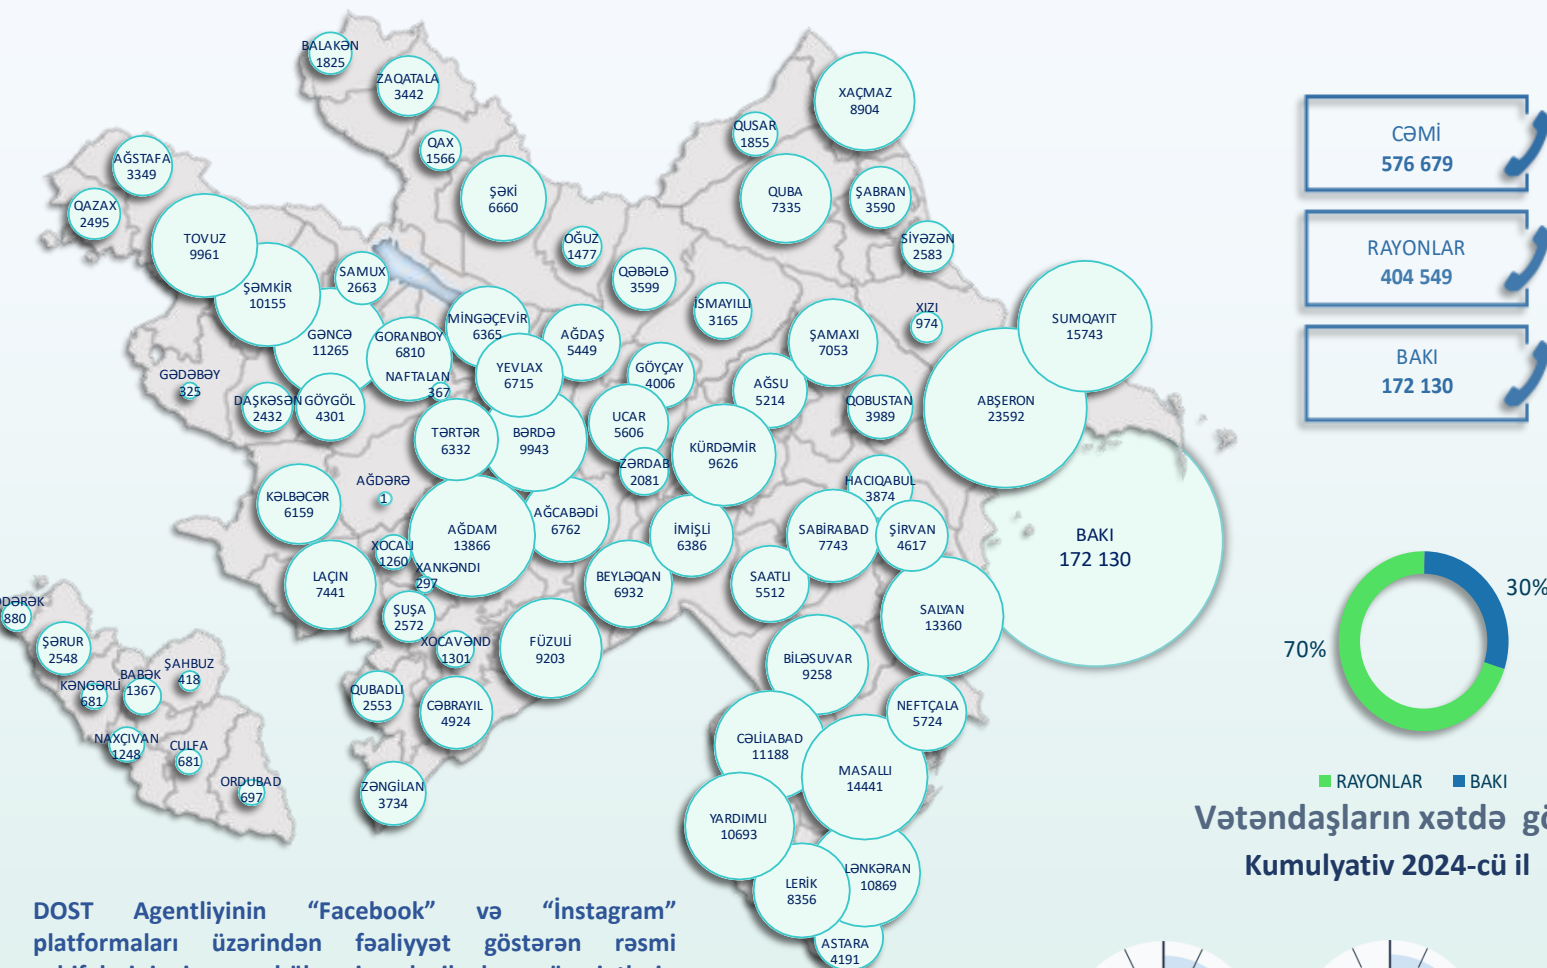 BALAKƏN
1825
ZAQATALA
3442
QAX
1566
ŞƏKİ
6660
AĞSTAFA
3349
QAZAX
2495
TOVUZ
9961
ŞƏMKİR
10155
SAMUX
2663
GƏNCƏ
11265
GORANBOY
6810
NAFTALAN
367
MİNGƏÇEVİR
6365
OĞUZ
1477
QƏBƏLƏ
3599
İSMAYILLI
3165
QUSAR
1855
XAÇMAZ
8904
QUBA
7335
ŞABRAN
3590
SİYƏZƏN
2583
XIZI
974
SUMQAYIT
15743
ŞAMAXI
7053
AĞDAŞ
5449
YEVLAX
6715
GÖYÇAY
4006
AĞSU
5214
QOBUSTAN
3989
ABŞERON
23592
GƏDƏBƏY
325
DAŞKƏSƏN
2432
GÖYGÖL
4301
TƏRTƏR
6332
BƏRDƏ
9943
UCAR
5606
ZƏRDAB
2081
KÜRDƏMİR
9626
HACIQABUL
3874
KƏLBƏCƏR
6159
AĞDƏRƏ
1
AĞDAM
13866
AĞCABƏDİ
6762
İMİŞLİ
6386
SABİRABAD
7743
ŞİRVAN
4617
BAKI
172 130
XOCALI
1260
XANKƏNDİ
297
LAÇIN
7441
BEYLƏQAN
6932
SAATLI
5512
SALYAN
13360
ŞUŞA
2572
XOCAVƏND
1301
FÜZULİ
9203
BİLƏSUVAR
9258
QUBADLI
2553
CƏBRAYIL
4924
NEFTÇALA
5724
ZƏNGİLAN
3734
CƏLİLABAD
11188
MASALLI
14441
YARDIMLI
10693
LƏNKƏRAN
10869
LERİK
8356
ASTARA
4191
DƏRƏK
880
ŞƏRUR
2548
KƏNGƏRLİ
681
BABƏK
1367
ŞAHBUZ
418
NAXÇIVAN
1248
CULFA
681
ORDUBAD
697
CƏMİ
576 679
RAYONLAR
404 549
BAKI
172 130
30%
70%
RAYONLAR BAKI
Vətəndaşların xətdə gö
Kumulyativ 2024-cü il
DOST Agentliyinin “Facebook” və “İnstagram”
platformaları üzərindən fəaliyyət göstərən rəsmi